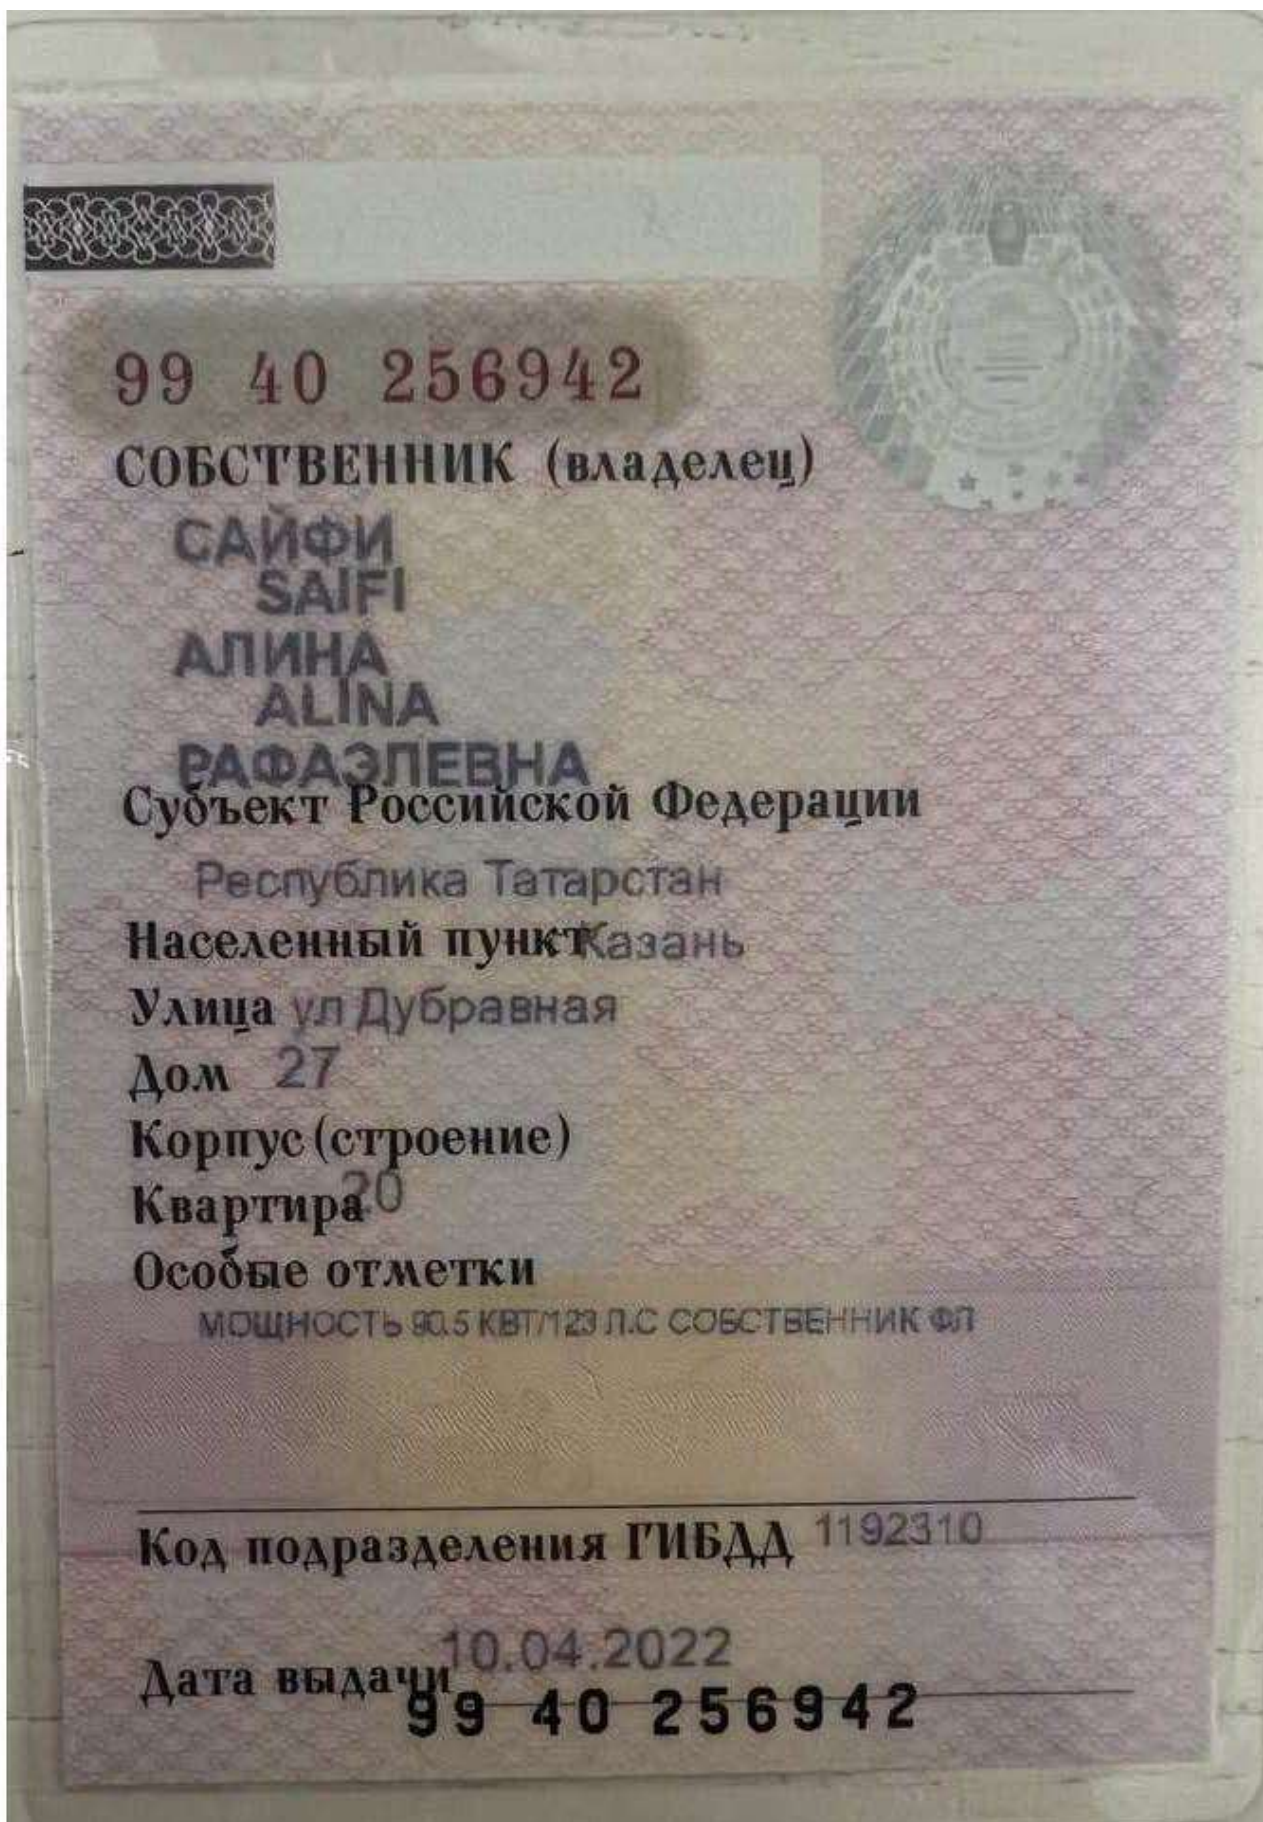 99 40 256942
СОБСТВЕННИК (владелец)
САЙФИ
SAIFI
АЛИНА
ALINA
РАФАЭЛЕВНА
Субъект Российской Федерации
Республика Татарстан
Населенный пункт Казань
Улица ул Дубравная
Дом 27
Корпус (строение)
Квартира 20
Особые отметки
МОЩНОСТЬ 90.5 КВТ/123 Л.С СОБСТВЕННИК ФЛ
Код подразделения ГИБДД 1192310
Дата выдачи 10.04.2022
99 40 256942